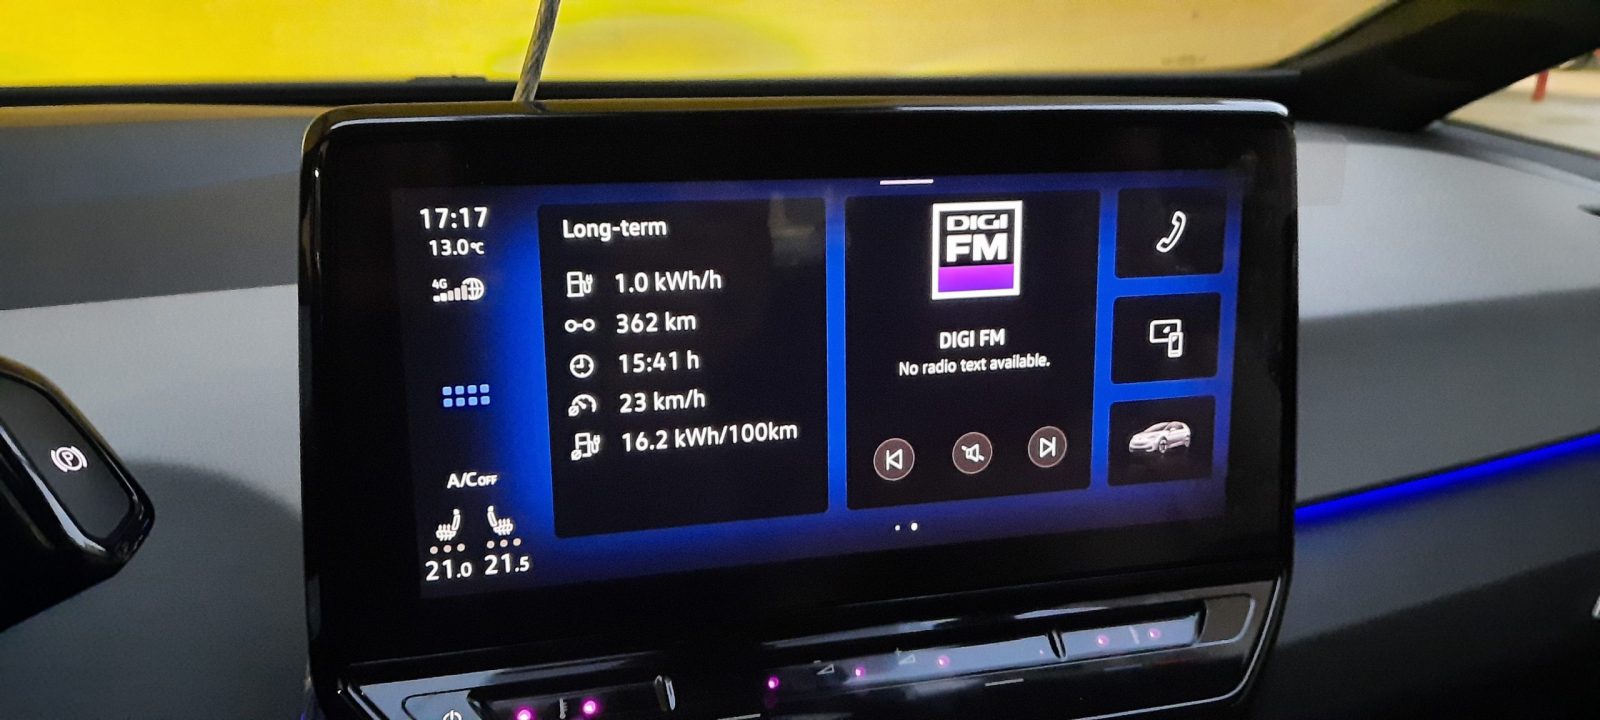 17:17
13.0°C
4G
A/C OFF
21.0 21.5
Long-term
1.0 kWh/h
362 km
15:41 h
23 km/h
16.2 kWh/100km
DIGI
FM
DIGI FM
No radio text available.
P